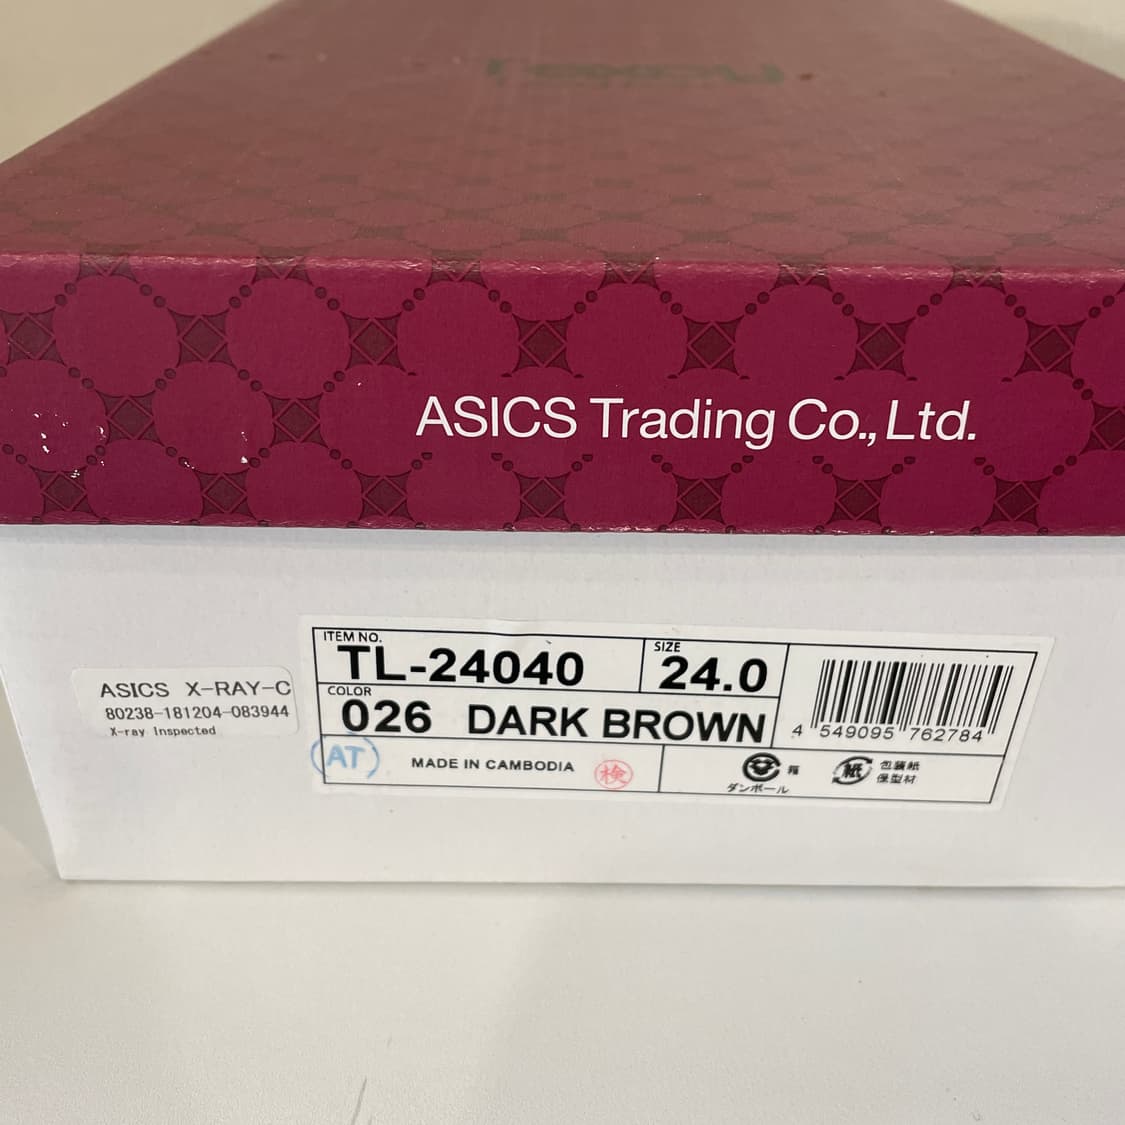 ASICS Trading Co., Ltd.
ASICS X-RAY-C
80238-181204-083944
X-ray Inspected
ITEM NO.
TL-24040
SIZE
24.0
COLOR
026 DARK BROWN
4 549095 762784
AT
MADE IN CAMBODIA
検
箱
ダンボール
紙
包装紙
保型材